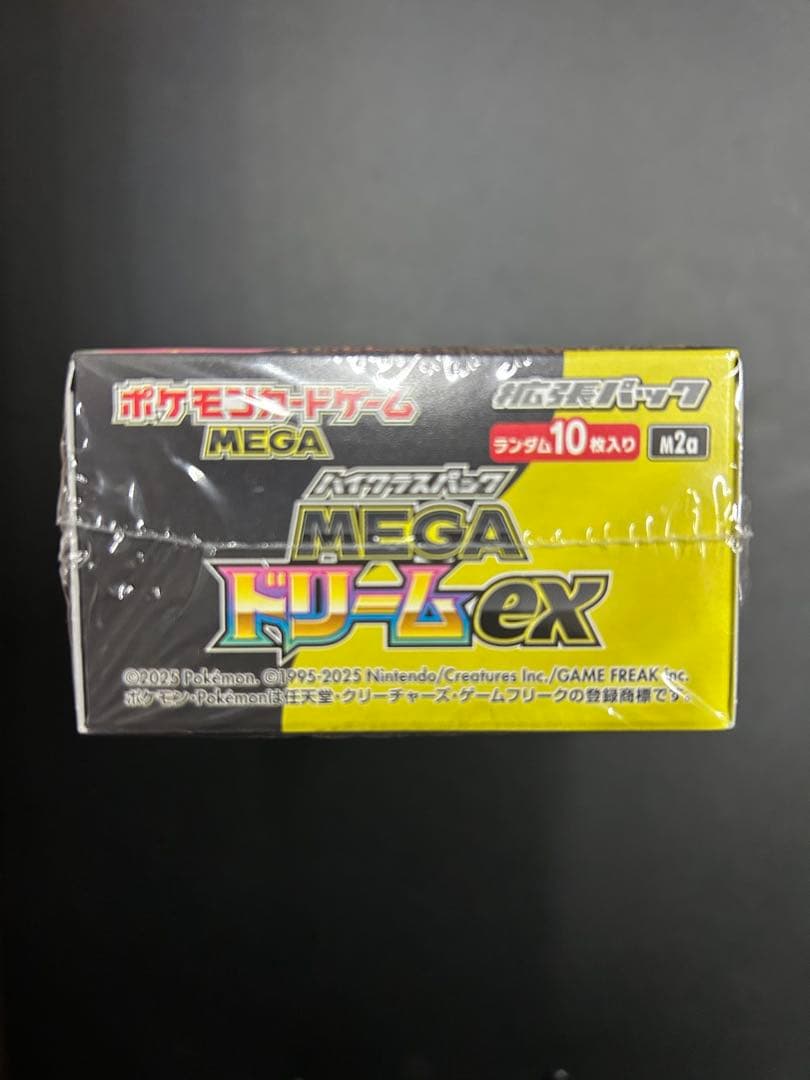 ポケモンカードゲーム
MEGA
拡張パック
ランダム10枚入り
M2a
ハイクラスパック
MEGA
ドリームex
©2025 Pokémon. ©1995-2025 Nintendo/Creatures Inc./GAME FREAK inc.
ポケモン・Pokémonは任天堂・クリーチャーズ・ゲームフリークの登録商標です。